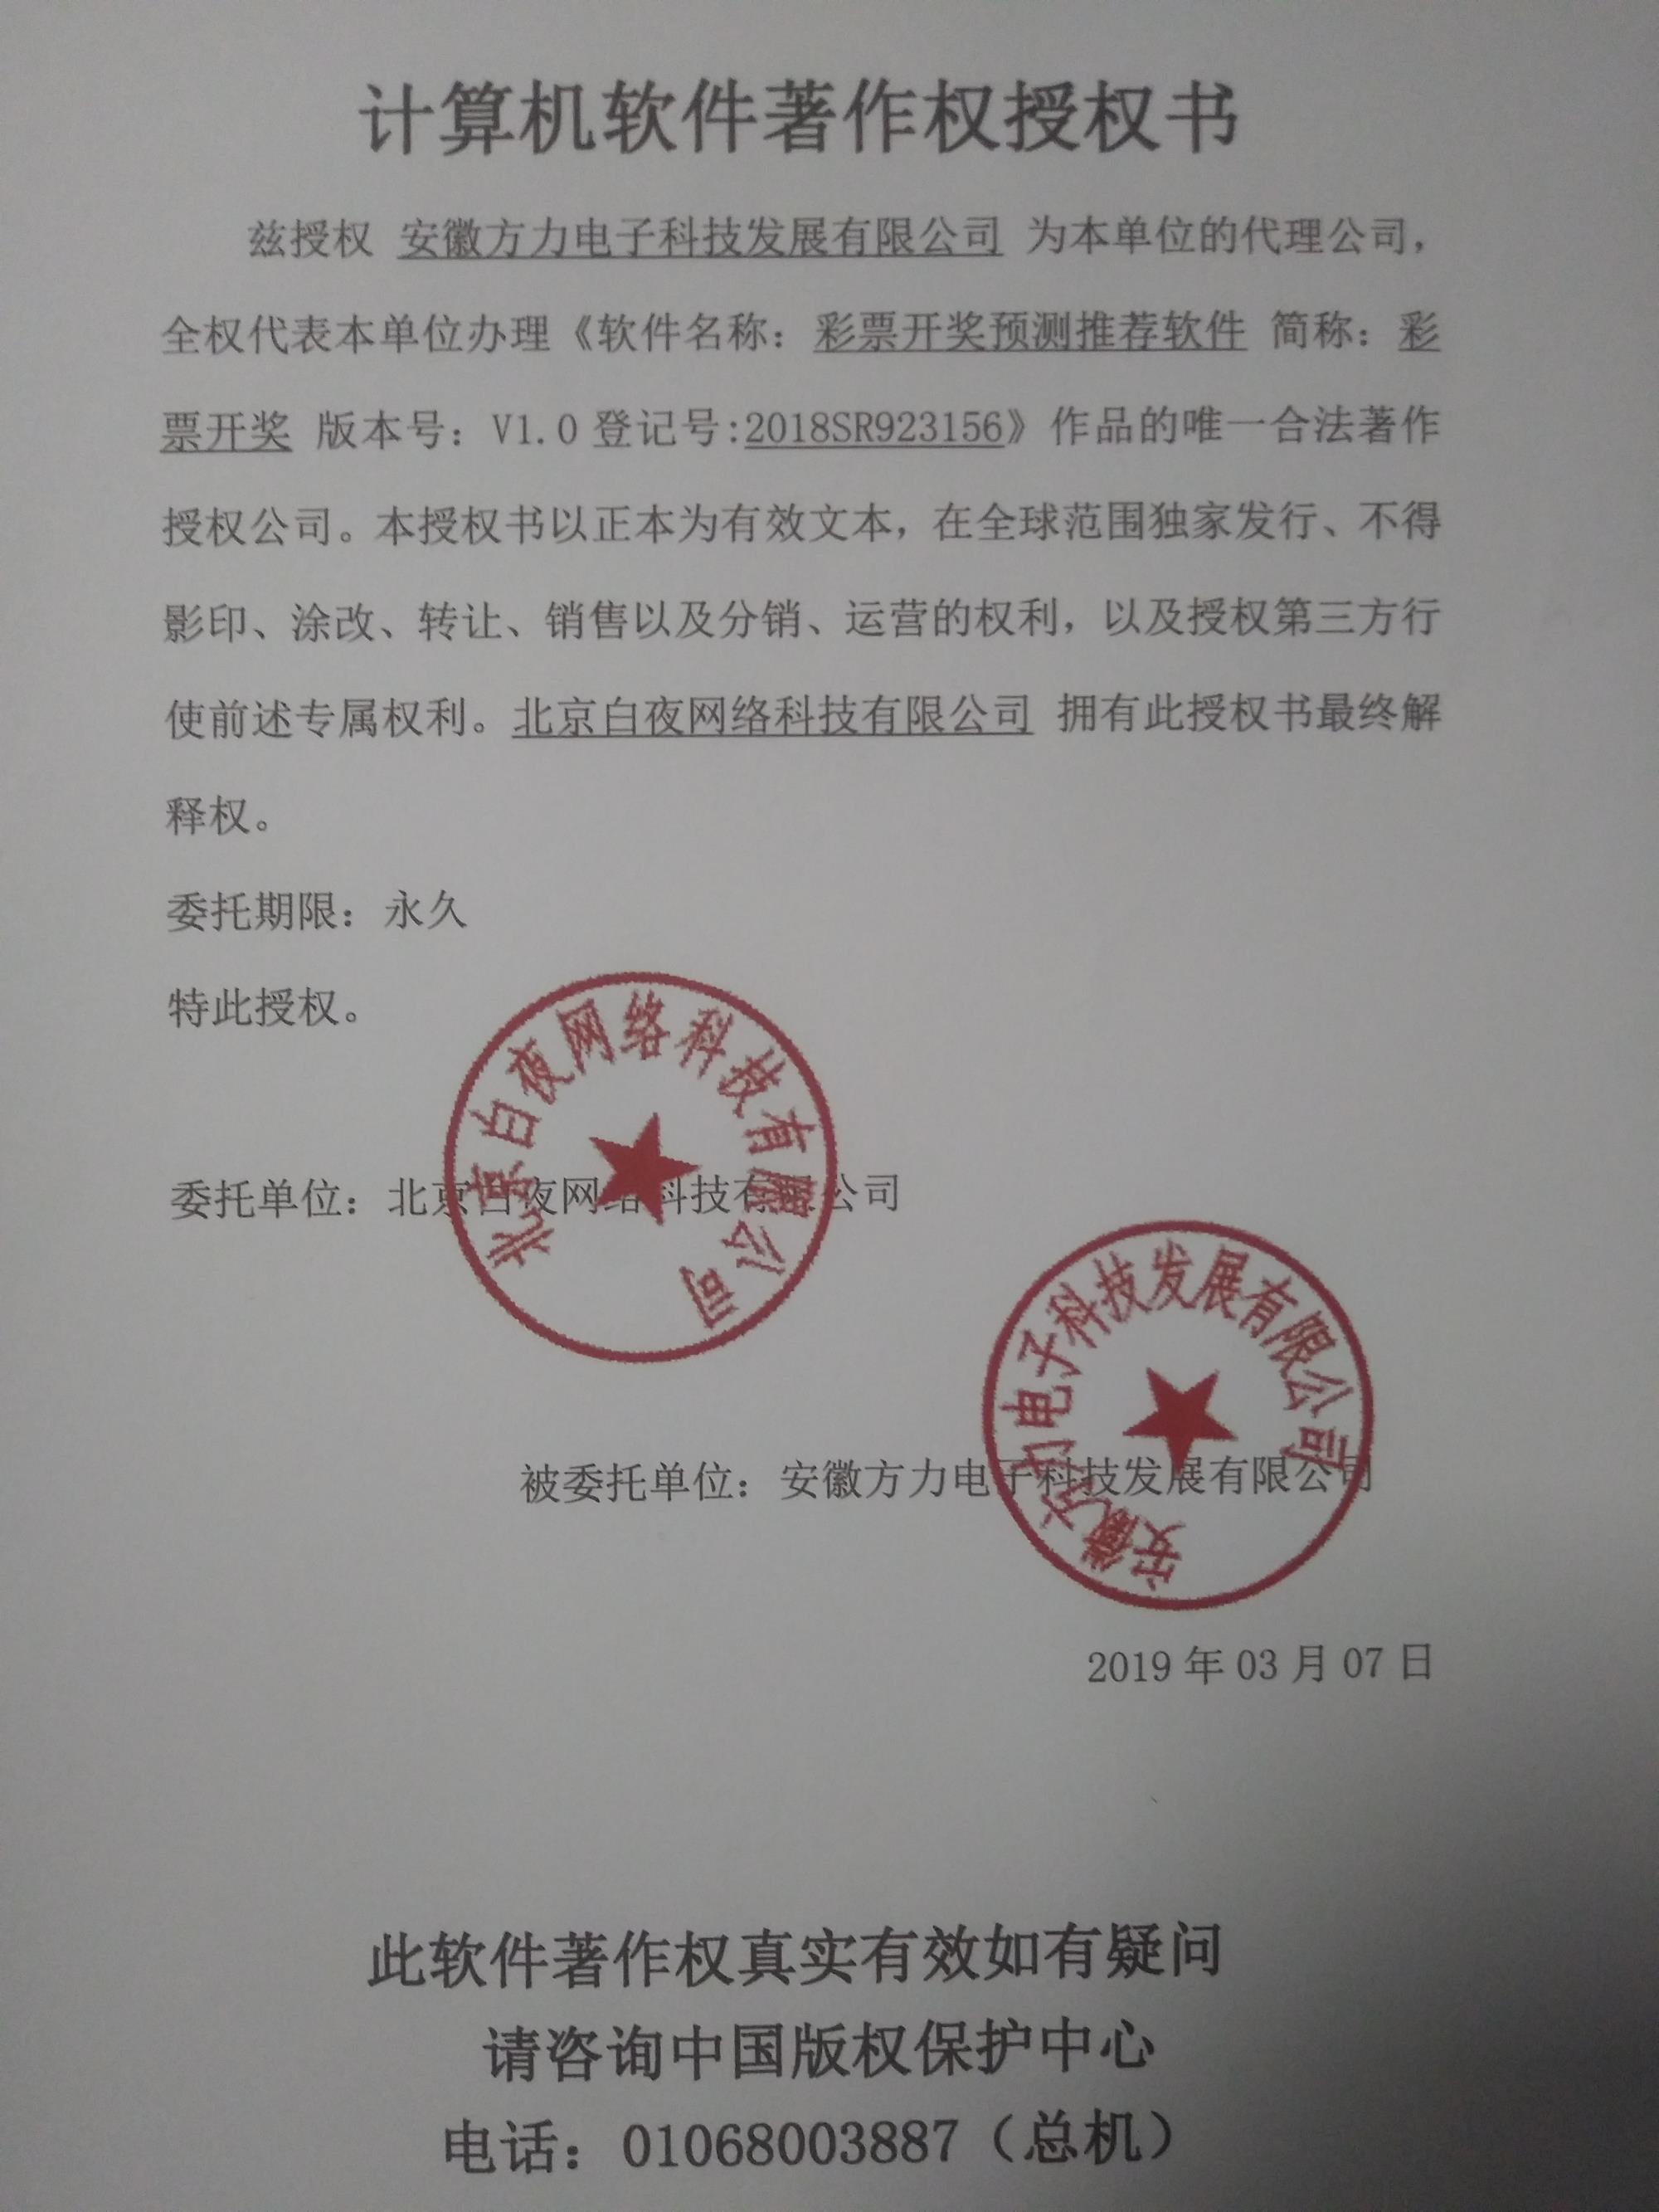 计算机软件著作权授权书
兹授权 安徽方力电子科技发展有限公司 为本单位的代理公司，
全权代表本单位办理《软件名称：彩票开奖预测推荐软件 简称：彩
票开奖 版本号：V1.0 登记号:2018SR923156》作品的唯一合法著作
授权公司。本授权书以正本为有效文本，在全球范围独家发行、不得
影印、涂改、转让、销售以及分销、运营的权利，以及授权第三方行
使前述专属权利。北京白夜网络科技有限公司 拥有此授权书最终解
释权。
委托期限：永久
特此授权。
北京白夜网络科技有限公司
委托单位：北京白夜网络科技有限公司
安徽方力电子科技发展有限公司
被委托单位：安徽方力电子科技发展有限公司
2019 年 03 月 07 日
此软件著作权真实有效如有疑问
请咨询中国版权保护中心
电话：01068003887（总机）